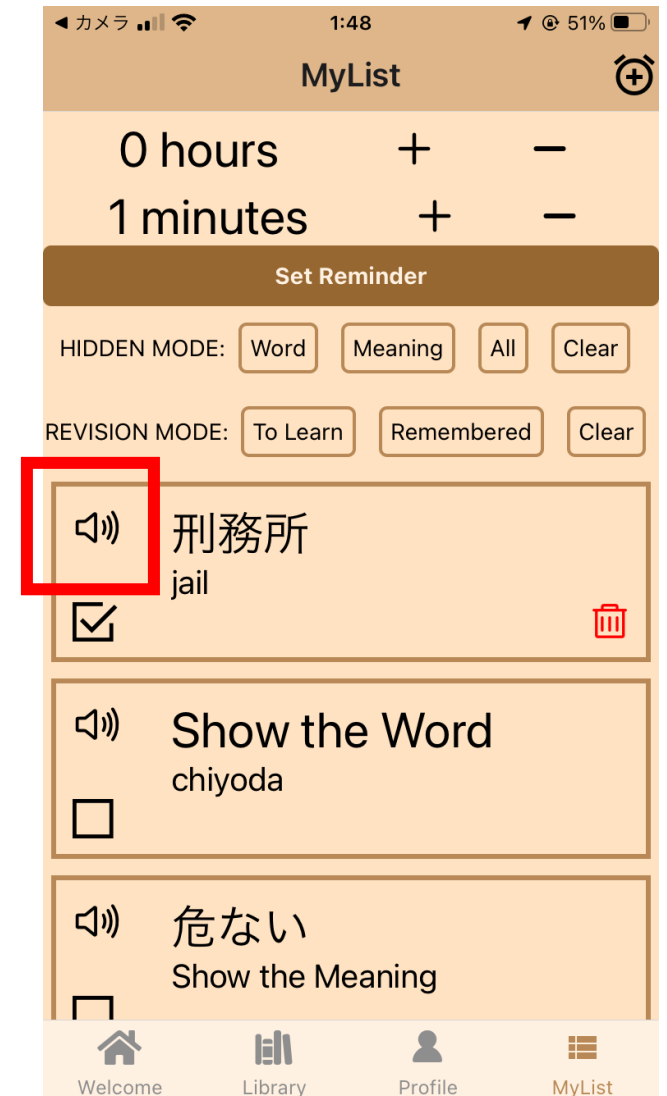 ◀カメラ 1:48 51%
MyList
0 hours + −
1 minutes + −
Set Reminder
HIDDEN MODE: Word Meaning All Clear
REVISION MODE: To Learn Remembered Clear
刑務所
jail
Show the Word
chiyoda
危ない
Show the Meaning
Welcome Library Profile MyList